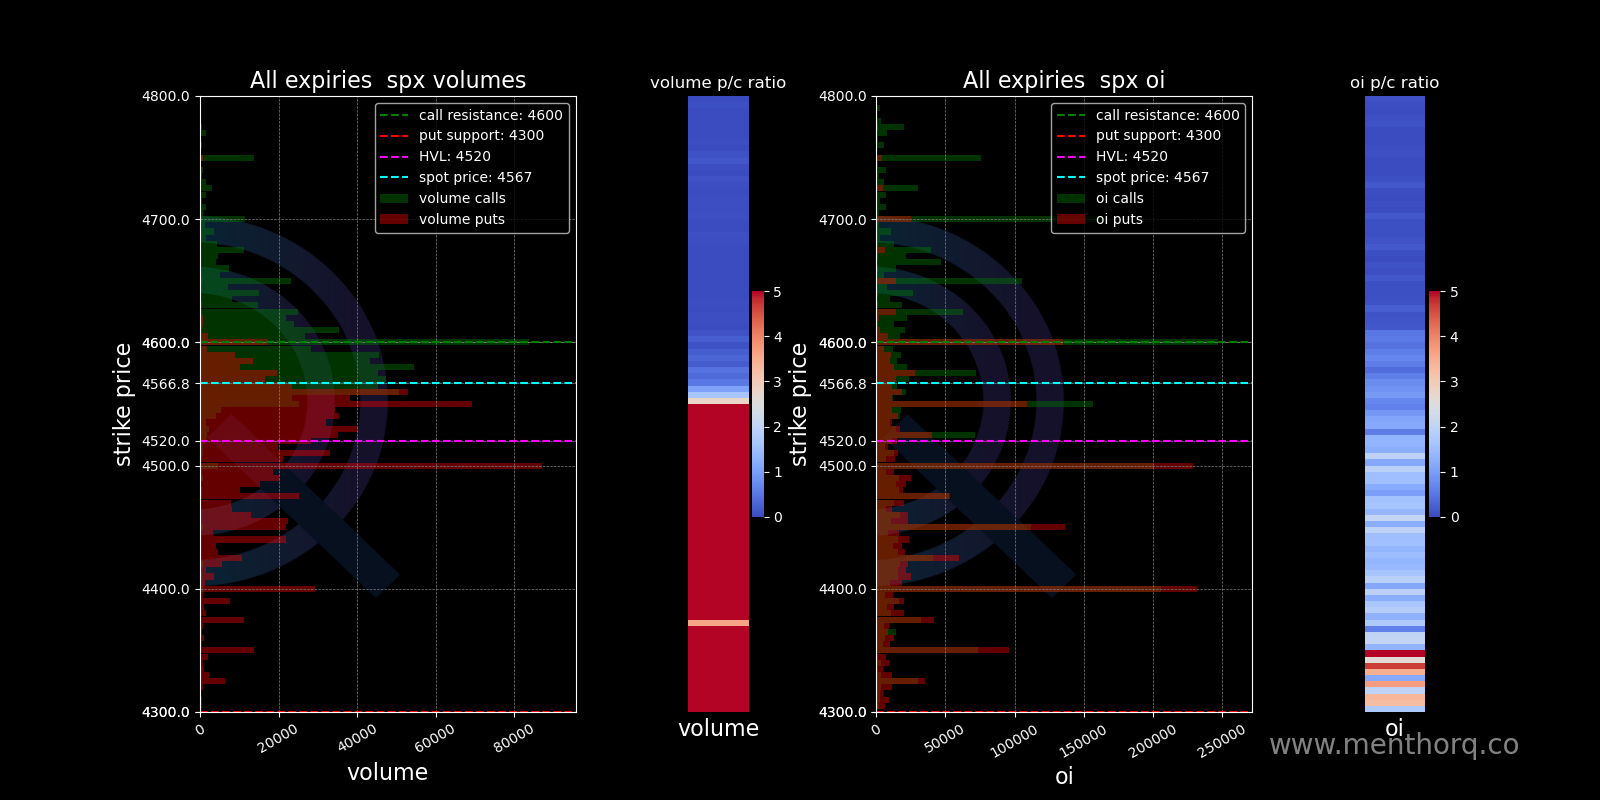 All expiries  spx volumes
volume p/c ratio
All expiries  spx oi
oi p/c ratio
call resistance: 4600
put support: 4300
HVL: 4520
spot price: 4567
volume calls
volume puts
call resistance: 4600
put support: 4300
HVL: 4520
spot price: 4567
oi calls
oi puts
strike price
4800.0
4700.0
4600.0
4566.8
4520.0
4500.0
4400.0
4300.0
0
20000
40000
60000
80000
volume
5
4
3
2
1
0
volume
strike price
4800.0
4700.0
4600.0
4566.8
4520.0
4500.0
4400.0
4300.0
0
50000
100000
150000
200000
250000
oi
5
4
3
2
1
0
oi
www.menthorq.co